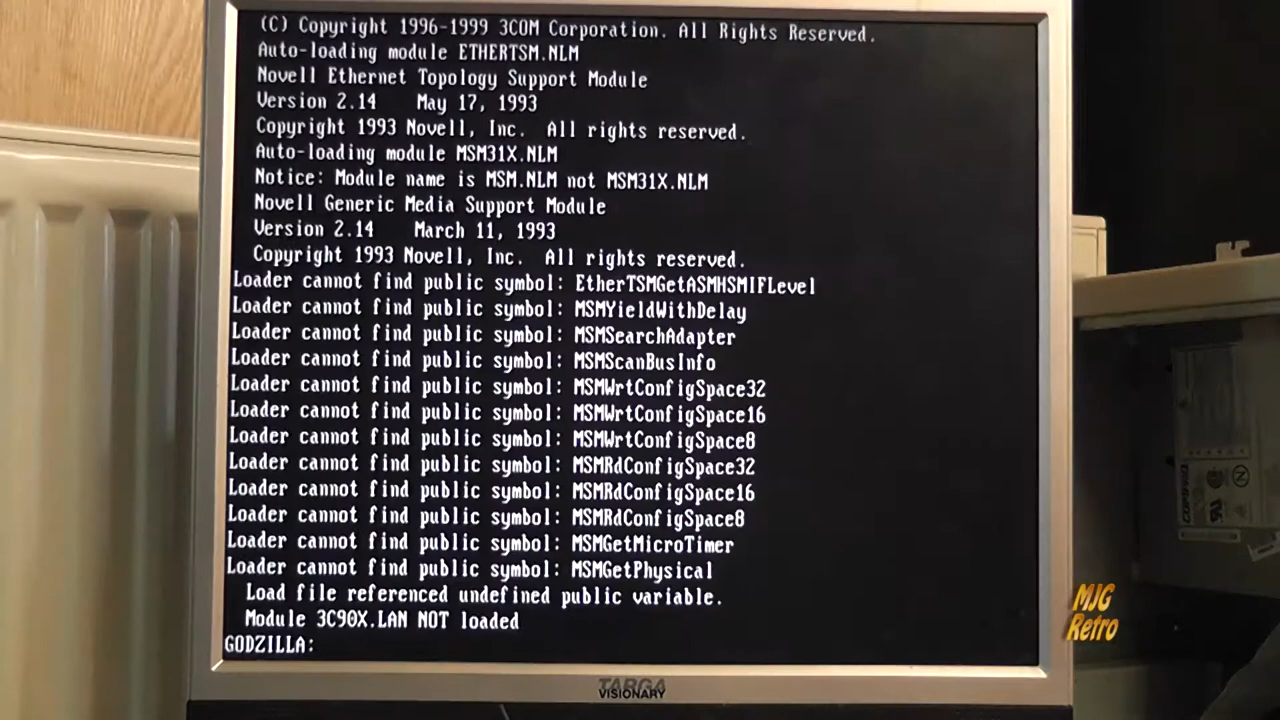 (C) Copyright 1996-1999 3COM Corporation. All Rights Reserved.
Auto-loading module ETHERTSM.NLM
Novell Ethernet Topology Support Module
Version 2.14 May 17, 1993
Copyright 1993 Novell, Inc. All rights reserved.
Auto-loading module MSM31X.NLM
Notice: Module name is MSM.NLM not MSM31X.NLM
Novell Generic Media Support Module
Version 2.14 March 11, 1993
Copyright 1993 Novell, Inc. All rights reserved.
Loader cannot find public symbol: EtherTSMGetASMHSMIFLevel
Loader cannot find public symbol: MSMYieldWithDelay
Loader cannot find public symbol: MSMSearchAdapter
Loader cannot find public symbol: MSMScanBusInfo
Loader cannot find public symbol: MSMWrtConfigSpace32
Loader cannot find public symbol: MSMWrtConfigSpace16
Loader cannot find public symbol: MSMWrtConfigSpace8
Loader cannot find public symbol: MSMRdConfigSpace32
Loader cannot find public symbol: MSMRdConfigSpace16
Loader cannot find public symbol: MSMRdConfigSpace8
Loader cannot find public symbol: MSMGetMicroTimer
Loader cannot find public symbol: MSMGetPhysical
Load file referenced undefined public variable.
Module 3C90X.LAN NOT loaded
GODZILLA:
TARGA
VISIONARY
COMPAQ
MJG
Retro